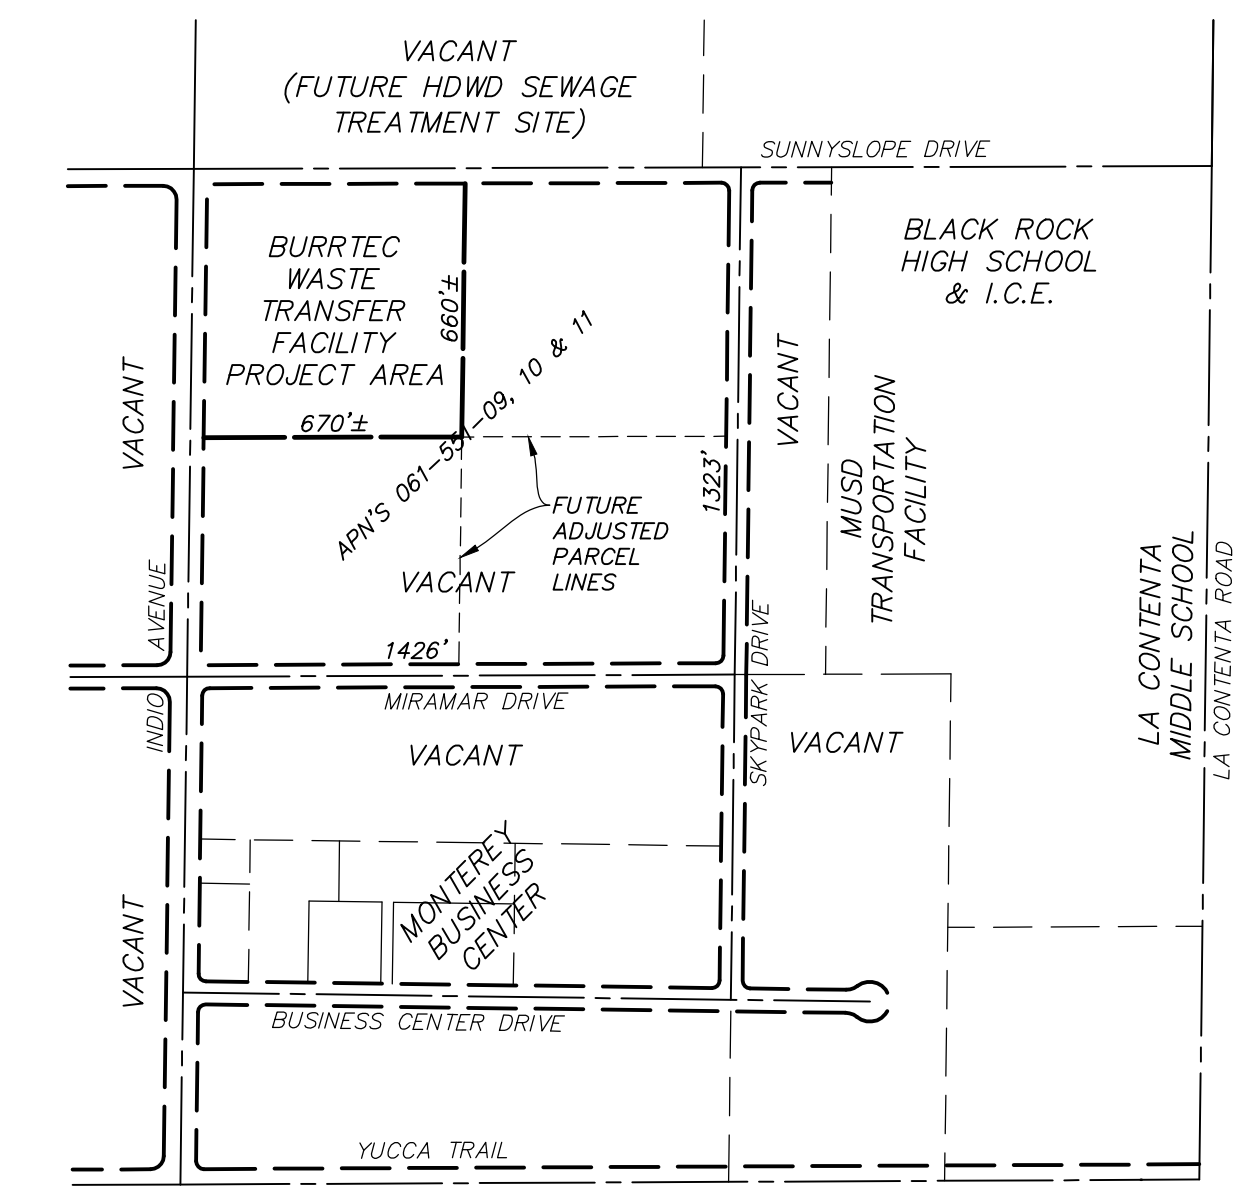 VACANT
(FUTURE HDWD SEWAGE
TREATMENT SITE)
SUNNYSLOPE DRIVE
BURRTEC
WASTE
TRANSFER
FACILITY
PROJECT AREA
660'±
670'±
APN'S 061-551-09, 10 & 11
BLACK ROCK
HIGH SCHOOL
& I.C.E.
VACANT
VACANT
MUSD
TRANSPORTATION
FACILITY
1323'
FUTURE
ADJUSTED
PARCEL
LINES
VACANT
1426'
INDIO AVENUE
MIRAMAR DRIVE
SKYPARK DRIVE
LA CONTENTA
MIDDLE SCHOOL
LA CONTENTA ROAD
VACANT
VACANT
MONTEREY
BUSINESS
CENTER
VACANT
BUSINESS CENTER DRIVE
YUCCA TRAIL